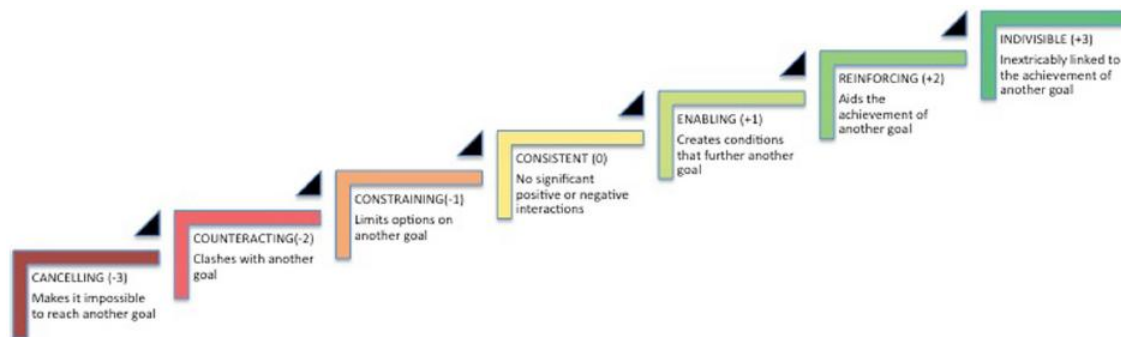 INDIVISIBLE (+3)
Inextricably linked to
the achievement of
another goal
REINFORCING (+2)
Aids the
achievement of
another goal
ENABLING (+1)
Creates conditions
that further another
goal
CONSISTENT (0)
No significant
positive or negative
interactions
CONSTRAINING(-1)
Limits options on
another goal
COUNTERACTING(-2)
Clashes with another
goal
CANCELLING (-3)
Makes it impossible
to reach another goal